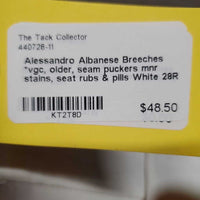 The Tack Collector
440728-11
Alessandro Albanese Breeches
*vgc, older, seam puckers mnr
stains, seat rubs & pills White 28R
$48.50
KT2T8D